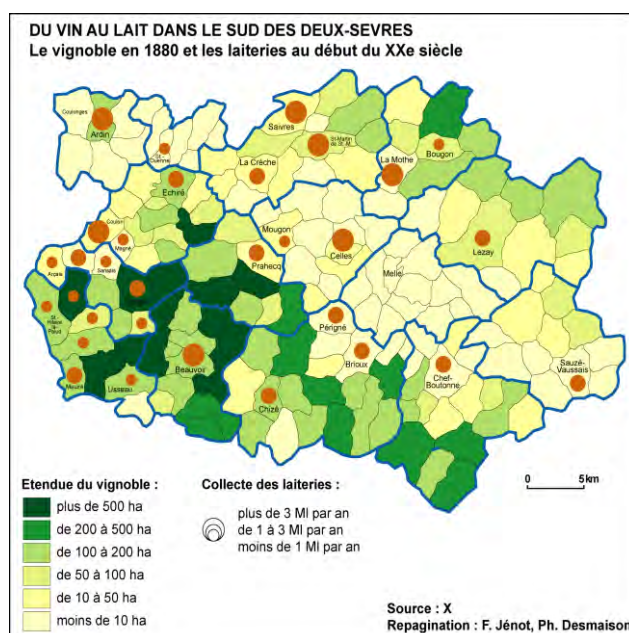 DU VIN AU LAIT DANS LE SUD DES DEUX-SEVRES
Le vignoble en 1880 et les laiteries au début du XXe siècle
Coulonges
Ardin
Saivres
La Crèche
La Mothe
Bougon
Echiré
Coulon
Magné
Mougon
Prahecq
Celles
Melle
Lezay
Arçais
Sansais
Périgné
Brioux
Beauvoir
Usseau
Mauzé
Chizé
Chef-
Boutonne
Sauzé-
Vaussais
0 5km
Etendue du vignoble :
plus de 500 ha
de 200 à 500 ha
de 100 à 200 ha
de 50 à 100 ha
de 10 à 50 ha
moins de 10 ha
Collecte des laiteries :
plus de 3 Ml par an
de 1 à 3 Ml par an
moins de 1 Ml par an
Source : X
Repagination : F. Jénot, Ph. Desmaison